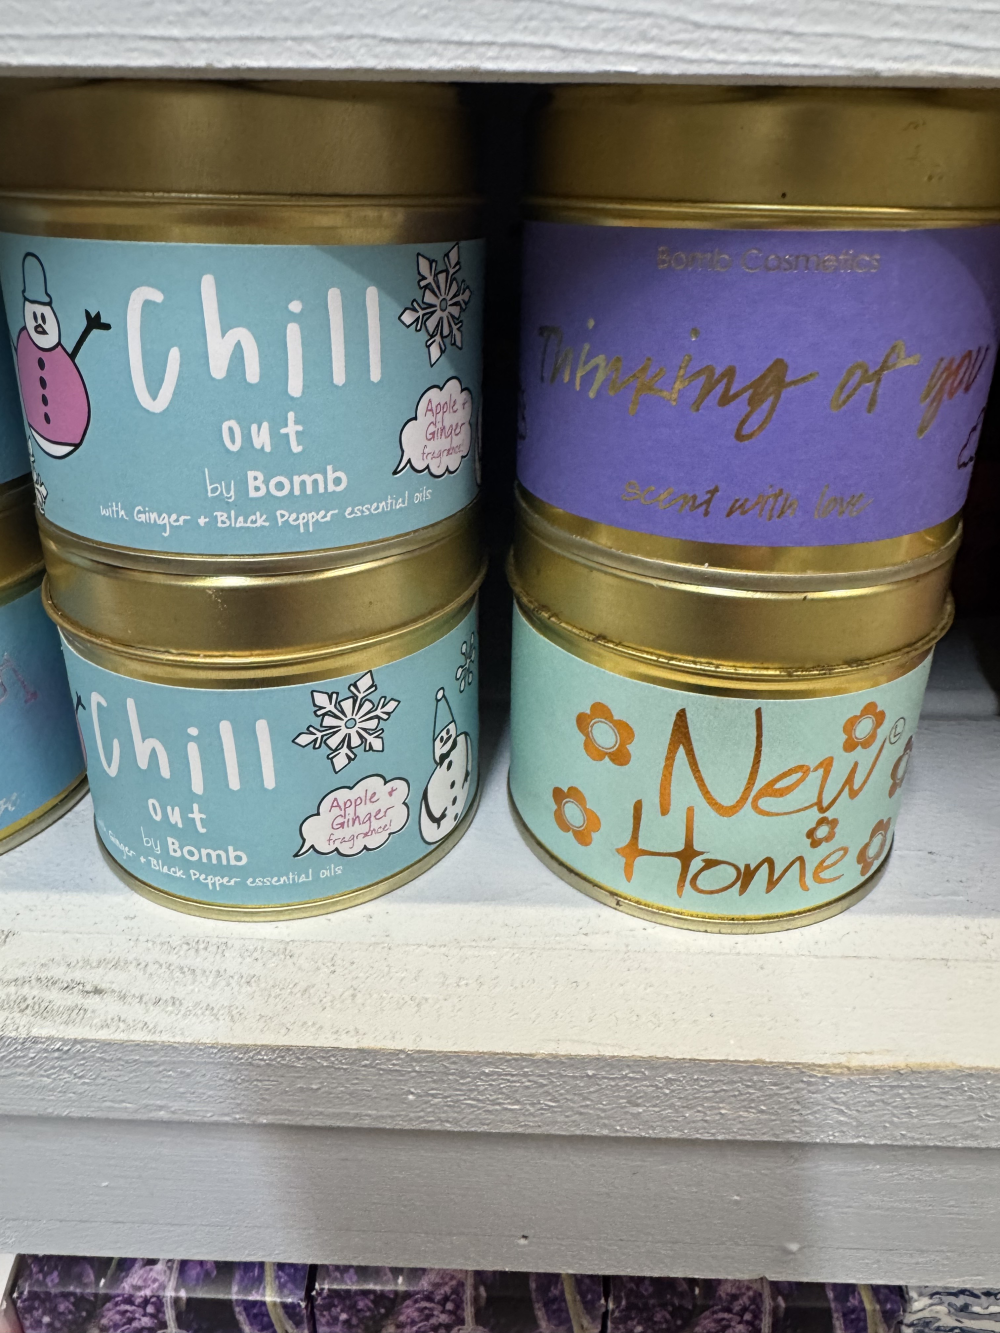 Chill
out
by Bomb
with Ginger + Black Pepper essential oils
Apple +
Ginger
fragrance!
Bomb Cosmetics
Thinking of you
scent with love
Chill
out
by Bomb
Ginger + Black Pepper essential oils
Apple +
Ginger
fragrance!
New
Home
L